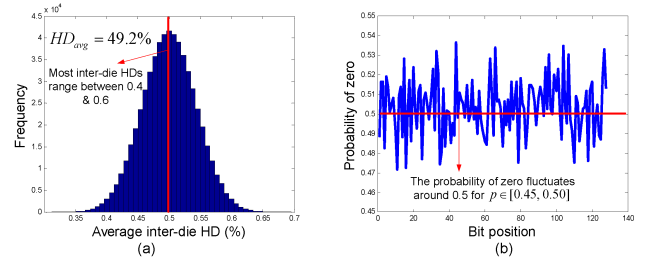 x 10⁴
4.5
4
3.5
3
2.5
2
1.5
1
0.5
0
Frequency
HD_avg = 49.2%
Most inter-die HDs
range between 0.4
& 0.6
0.3 0.35 0.4 0.45 0.5 0.55 0.6 0.65 0.7
Average inter-die HD (%)
(a)
0.55
0.54
0.53
0.52
0.51
0.5
0.49
0.48
0.47
0.46
0.45
Probability of zero
The probability of zero fluctuates
around 0.5 for p∈[0.45, 0.50]
0 20 40 60 80 100 120 140
Bit position
(b)